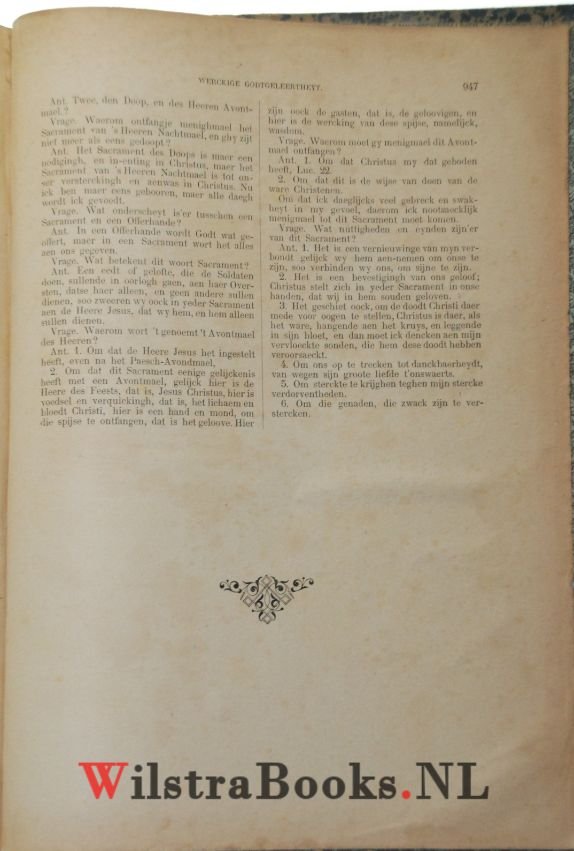 WERCKIGE GODTGELEERTHEYT.
947
Ant. Twee, den Doop, en des Heeren Avont-
mael.?
Vrage. Waerom ontfangje menighmael het
Sacrament van 's Heeren Nachtmael, en ghy zijt
niet meer als eens gedoopt?
Ant. Het Sacrament des Doops is maer een
nodigingh, en in-enting in Christus, maer het
Sacrament van 's Heeren Nachtmael is tot on-
ser versterckingh en aenwas in Christus. Nu
ick ben maer eens gebooren, maer alle daegh
wordt ick gevoedt.
Vrage. Wat onderscheyt is'er tusschen een
Sacrament en een Offerhande?
Ant. In een Offerhande wordt Godt wat ge-
offert, maer in een Sacrament wort het alles
aen ons gegeven.
Vrage. Wat betekent dit woort Sacrament?
Ant. Een eedt of gelofte, die de Soldaten
doen, sullende in oorlogh gaen, aen haer Over-
sten, datse haer alleen, en geen andere sullen
dienen, soo zweeren wy oock in yeder Sacrament
aen de Heere Jesus, dat wy hem, en hem alleen
sullen dienen.
Vrage. Waerom wort 't genoemt 't Avontmael
des Heeren?
Ant. 1. Om dat de Heere Jesus het ingestelt
heeft, even na het Paesch-Avondmael,
2. Om dat dit Sacrament eenige gelijckenis
heeft met een Avontmael, gelijck hier is de
Heere des Feests, dat is, Jesus Christus, hier is
voedsel en verquickingh, dat is, het lichaem en
bloedt Christi, hier is een hand en mond, om
die spijse te ontfangen, dat is het geloove. Hier
zijn oock de gasten, dat is, de geloovigen, en
hier is de wercking van dese spijse, namelijck,
wasdom.
Vrage. Waerom moet gy menigmael dit Avont-
mael ontfangen?
Ant. 1. Om dat Christus my dat geboden
heeft, Luc. 22.
2. Om dat dit is de wijse van doen van de
ware Christenen.
Om dat ick daeglijcks veel gebreck en swak-
heyt in my gevoel, daerom ick nootsaecklijk
menigmael tot dit Sacrament moet komen.
Vrage. Wat nuttigheden en eynden zijn'er
van dit Sacrament?
Ant. 1. Het is een vernieuwinge van myn ver-
bondt gelijck wy hem aen-nemen om onse te
zijn, soo verbinden wy ons, om sijne te zijn.
2. Het is een bevestigingh van ons geloof;
Christus stelt zich in yeder Sacrament in onse
handen, dat wij in hem souden geloven.
3. Het geschiet oock, om de doodt Christi daer
mede voor oogen te stellen, Christus is daer, als
het ware, hangende aen het kruys, en leggende
in sijn bloet, en dan moet ick dencken aen mijn
vervloeckte sonden, die hem dese doodt hebben
veroorsaeckt.
4. Om ons op te trecken tot danckbaerheydt,
van wegen sijn groote liefde t'onswaerts.
5. Om sterckte te krijghen teghen mijn stercke
verdorventheden.
6. Om die genaden, die zwack zijn te ver-
stercken.
WilstraBooks.NL